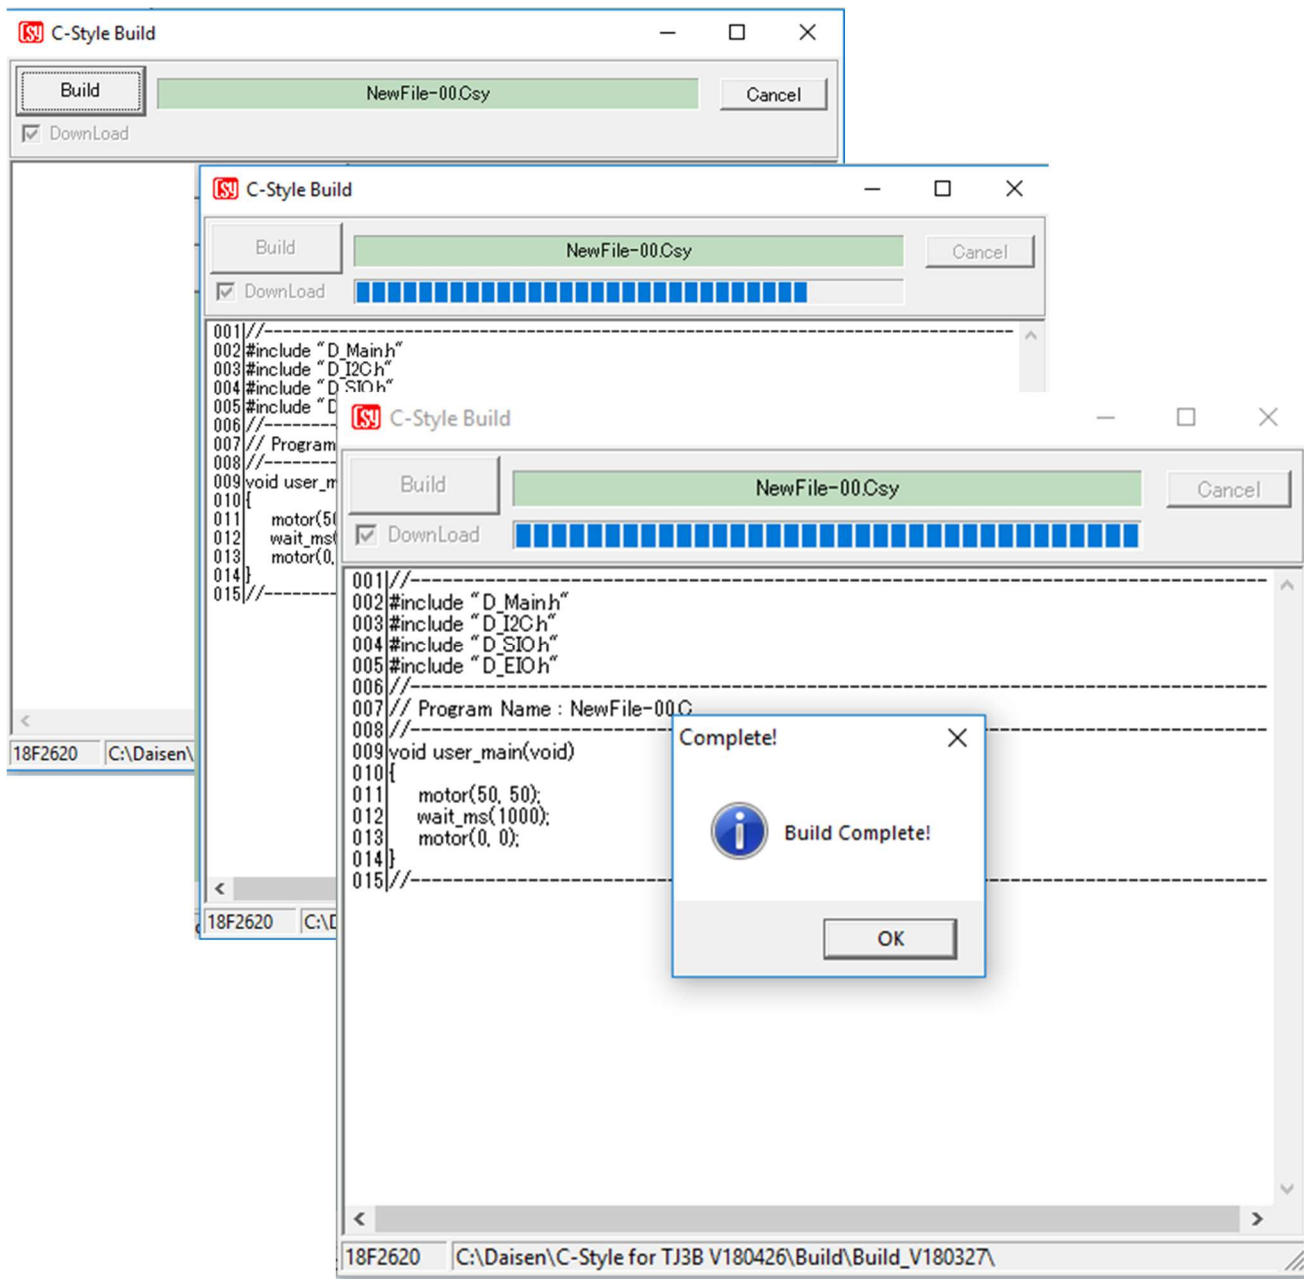 C-Style Build
Build
NewFile-00.Csy
Cancel
DownLoad
18F2620
C:\Daisen\
C-Style Build
Build
NewFile-00.Csy
Cancel
DownLoad
001//--------------------------------------------------------------------------------
002#include "D_Main.h"
003#include "D_I2C.h"
004#include "D_SIO.h"
005#include "D
006//--------
007// Program
008//--------
009void user_m
010{
011 motor(50
012 wait_ms(
013 motor(0,
014}
015//--------
18F2620
C:\D
C-Style Build
Build
NewFile-00.Csy
Cancel
DownLoad
001//--------------------------------------------------------------------------------
002#include "D_Main.h"
003#include "D_I2C.h"
004#include "D_SIO.h"
005#include "D_EIO.h"
006//--------------------------------------------------------------------------------
007// Program Name : NewFile-00.C
008//--------------------------------------------------------------------------------
009void user_main(void)
010{
011 motor(50, 50);
012 wait_ms(1000);
013 motor(0, 0);
014}
015//--------------------------------------------------------------------------------
Complete!
Build Complete!
OK
18F2620
C:\Daisen\C-Style for TJ3B V180426\Build\Build_V180327\